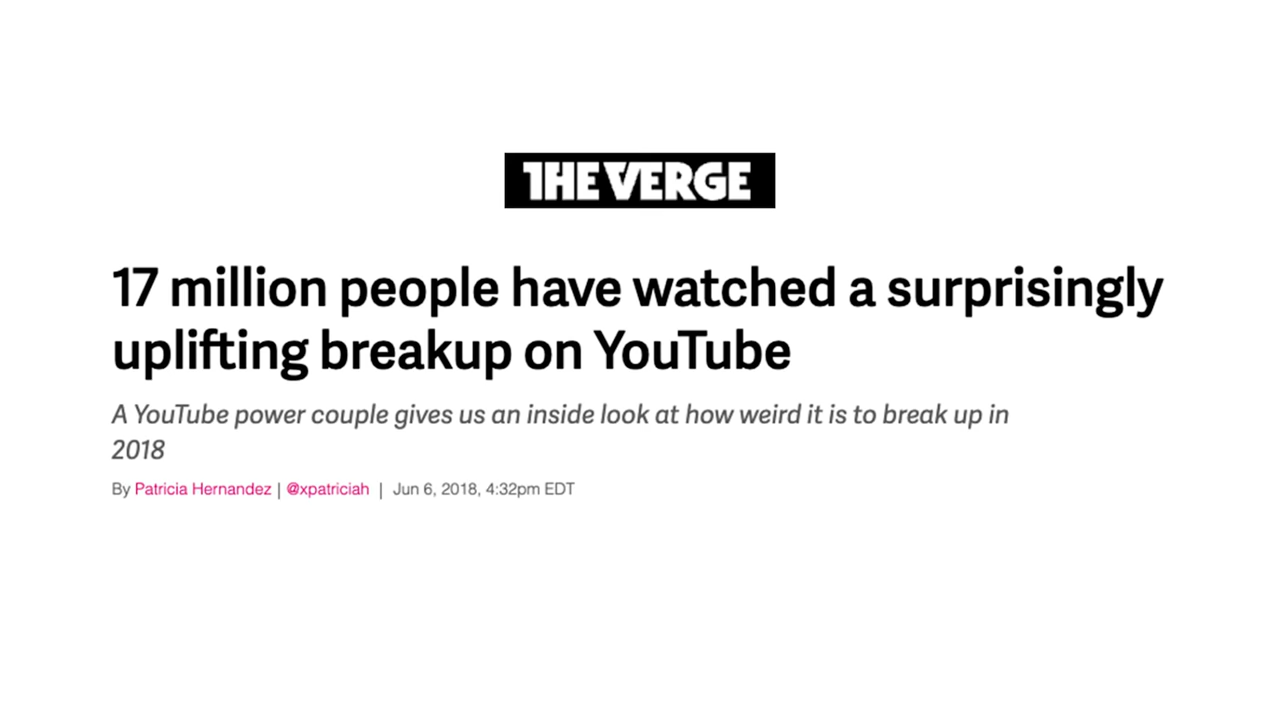 THE VERGE
17 million people have watched a surprisingly
uplifting breakup on YouTube
A YouTube power couple gives us an inside look at how weird it is to break up in
2018
By Patricia Hernandez | @xpatriciah | Jun 6, 2018, 4:32pm EDT